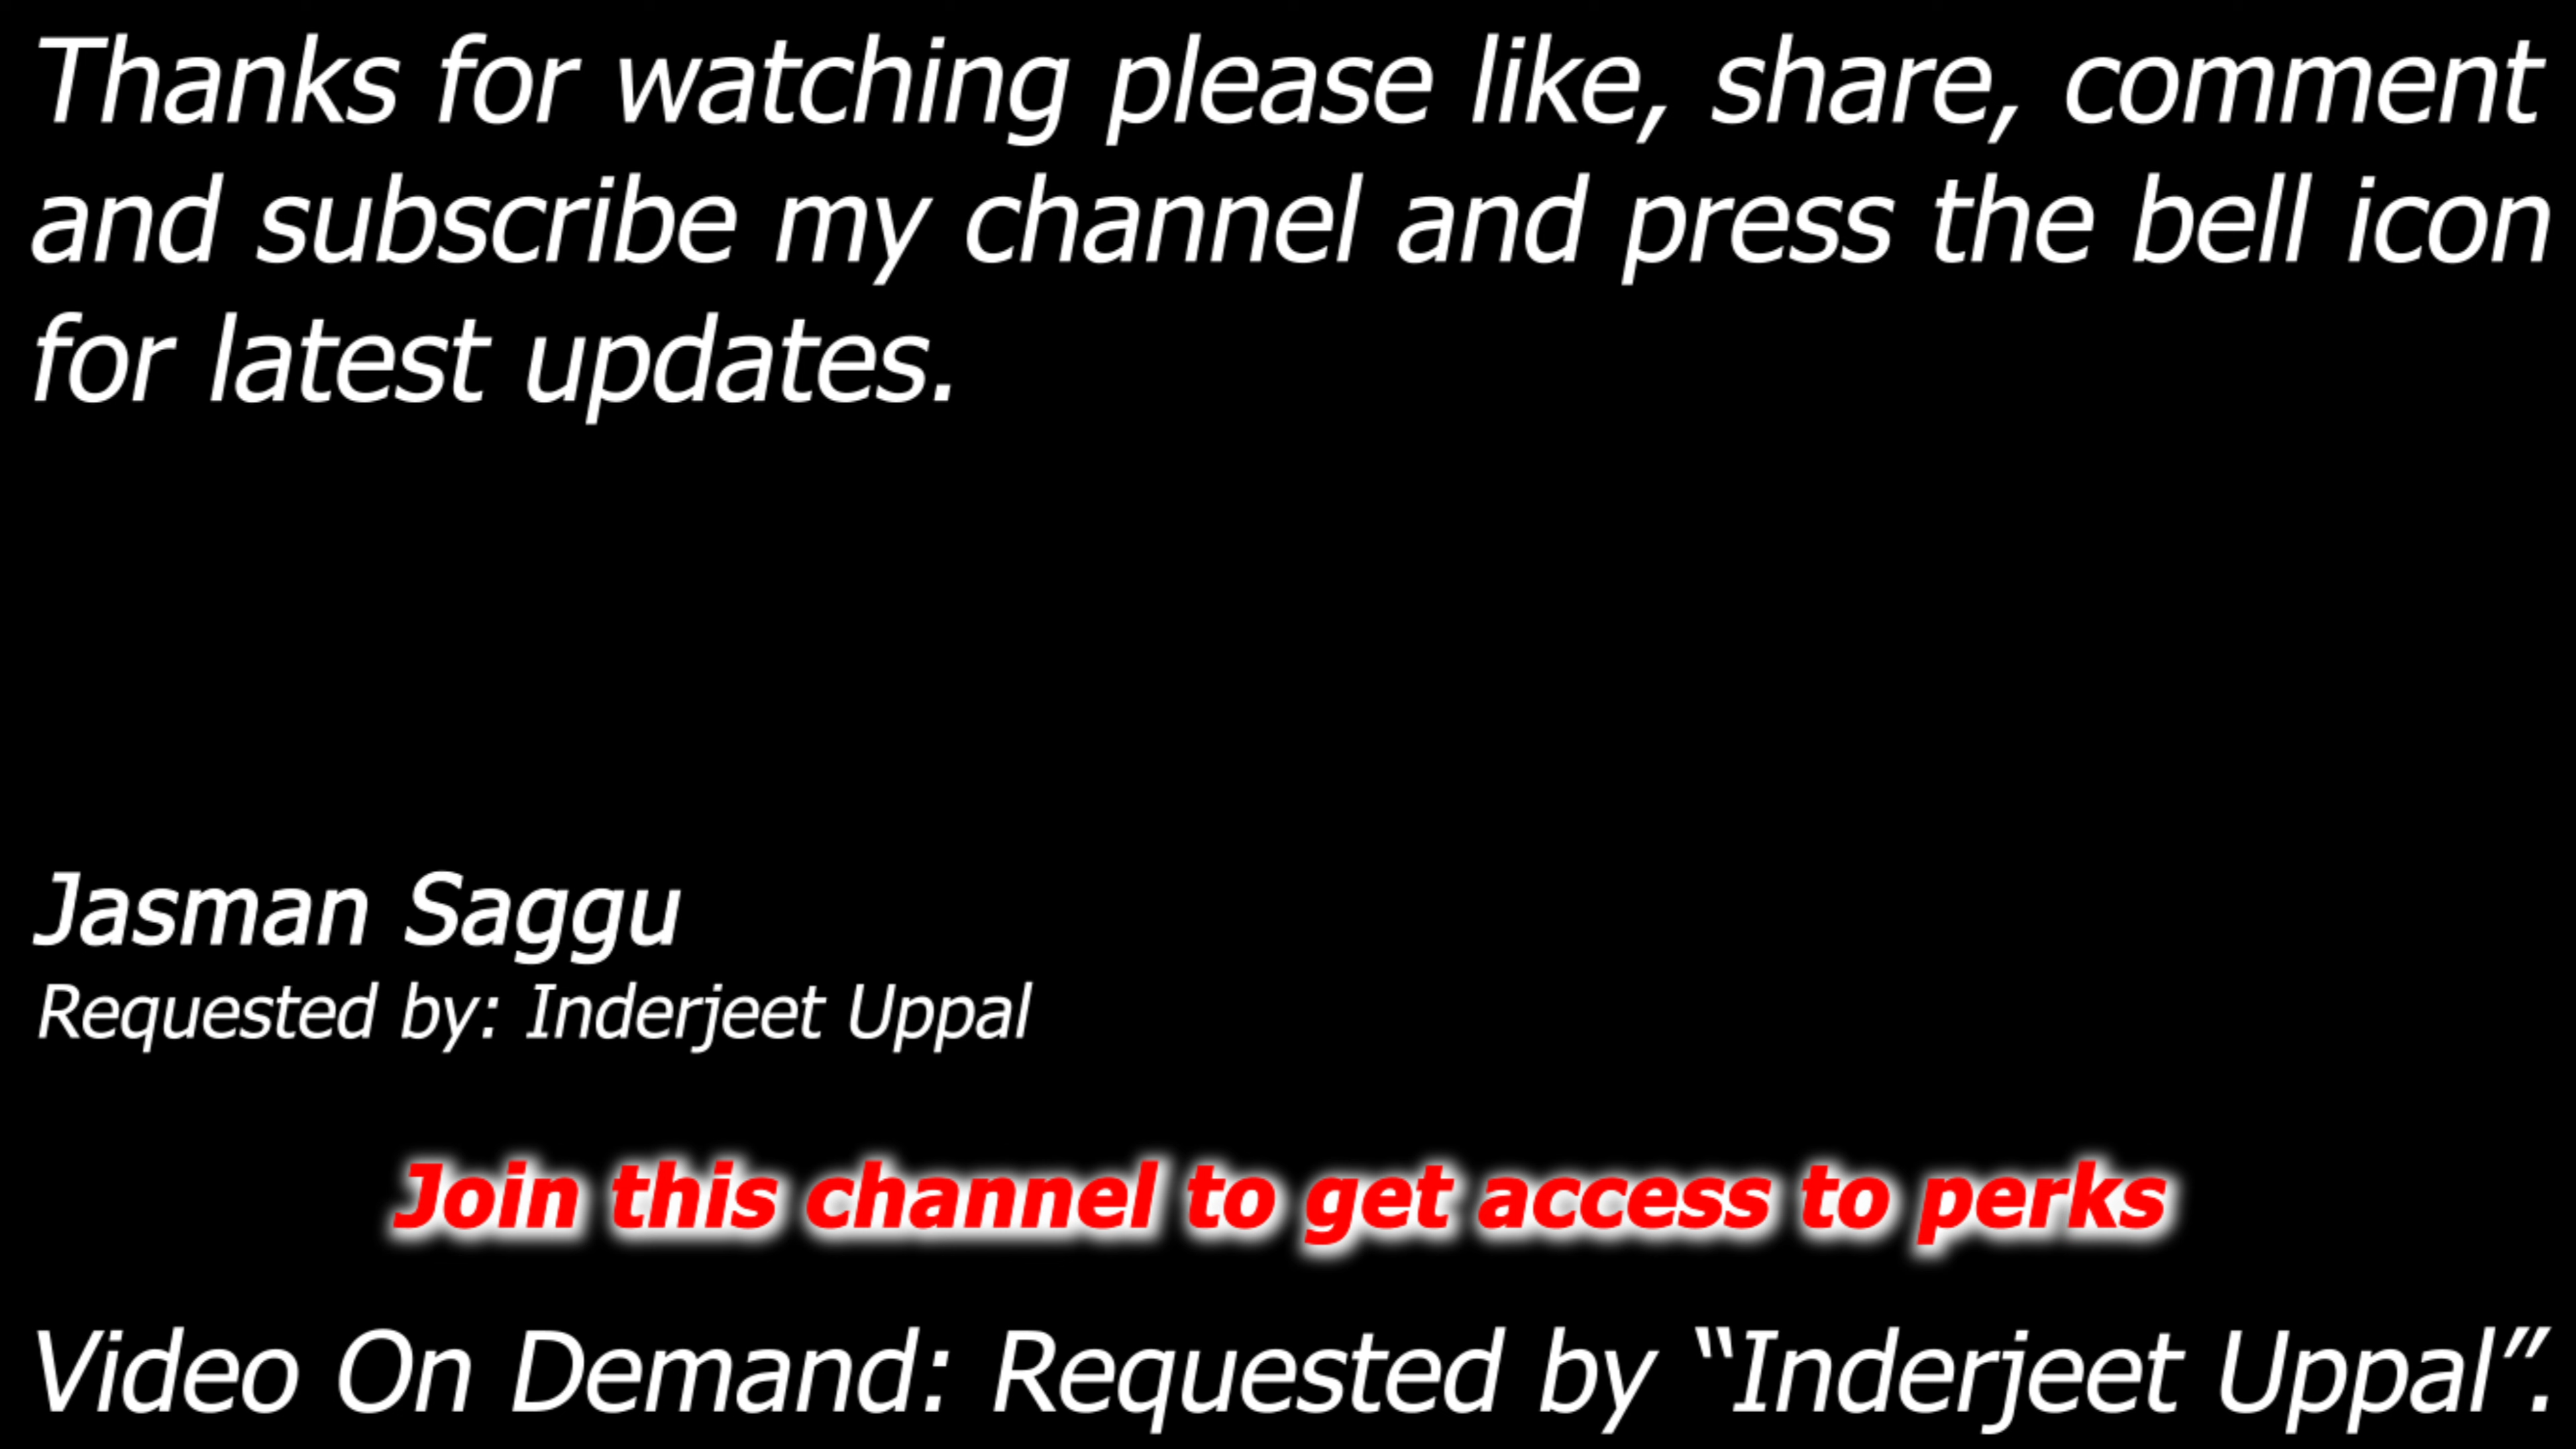 Thanks for watching please like, share, comment
and subscribe my channel and press the bell icon
for latest updates.
Jasman Saggu
Requested by: Inderjeet Uppal
Join this channel to get access to perks
Video On Demand: Requested by “Inderjeet Uppal”.